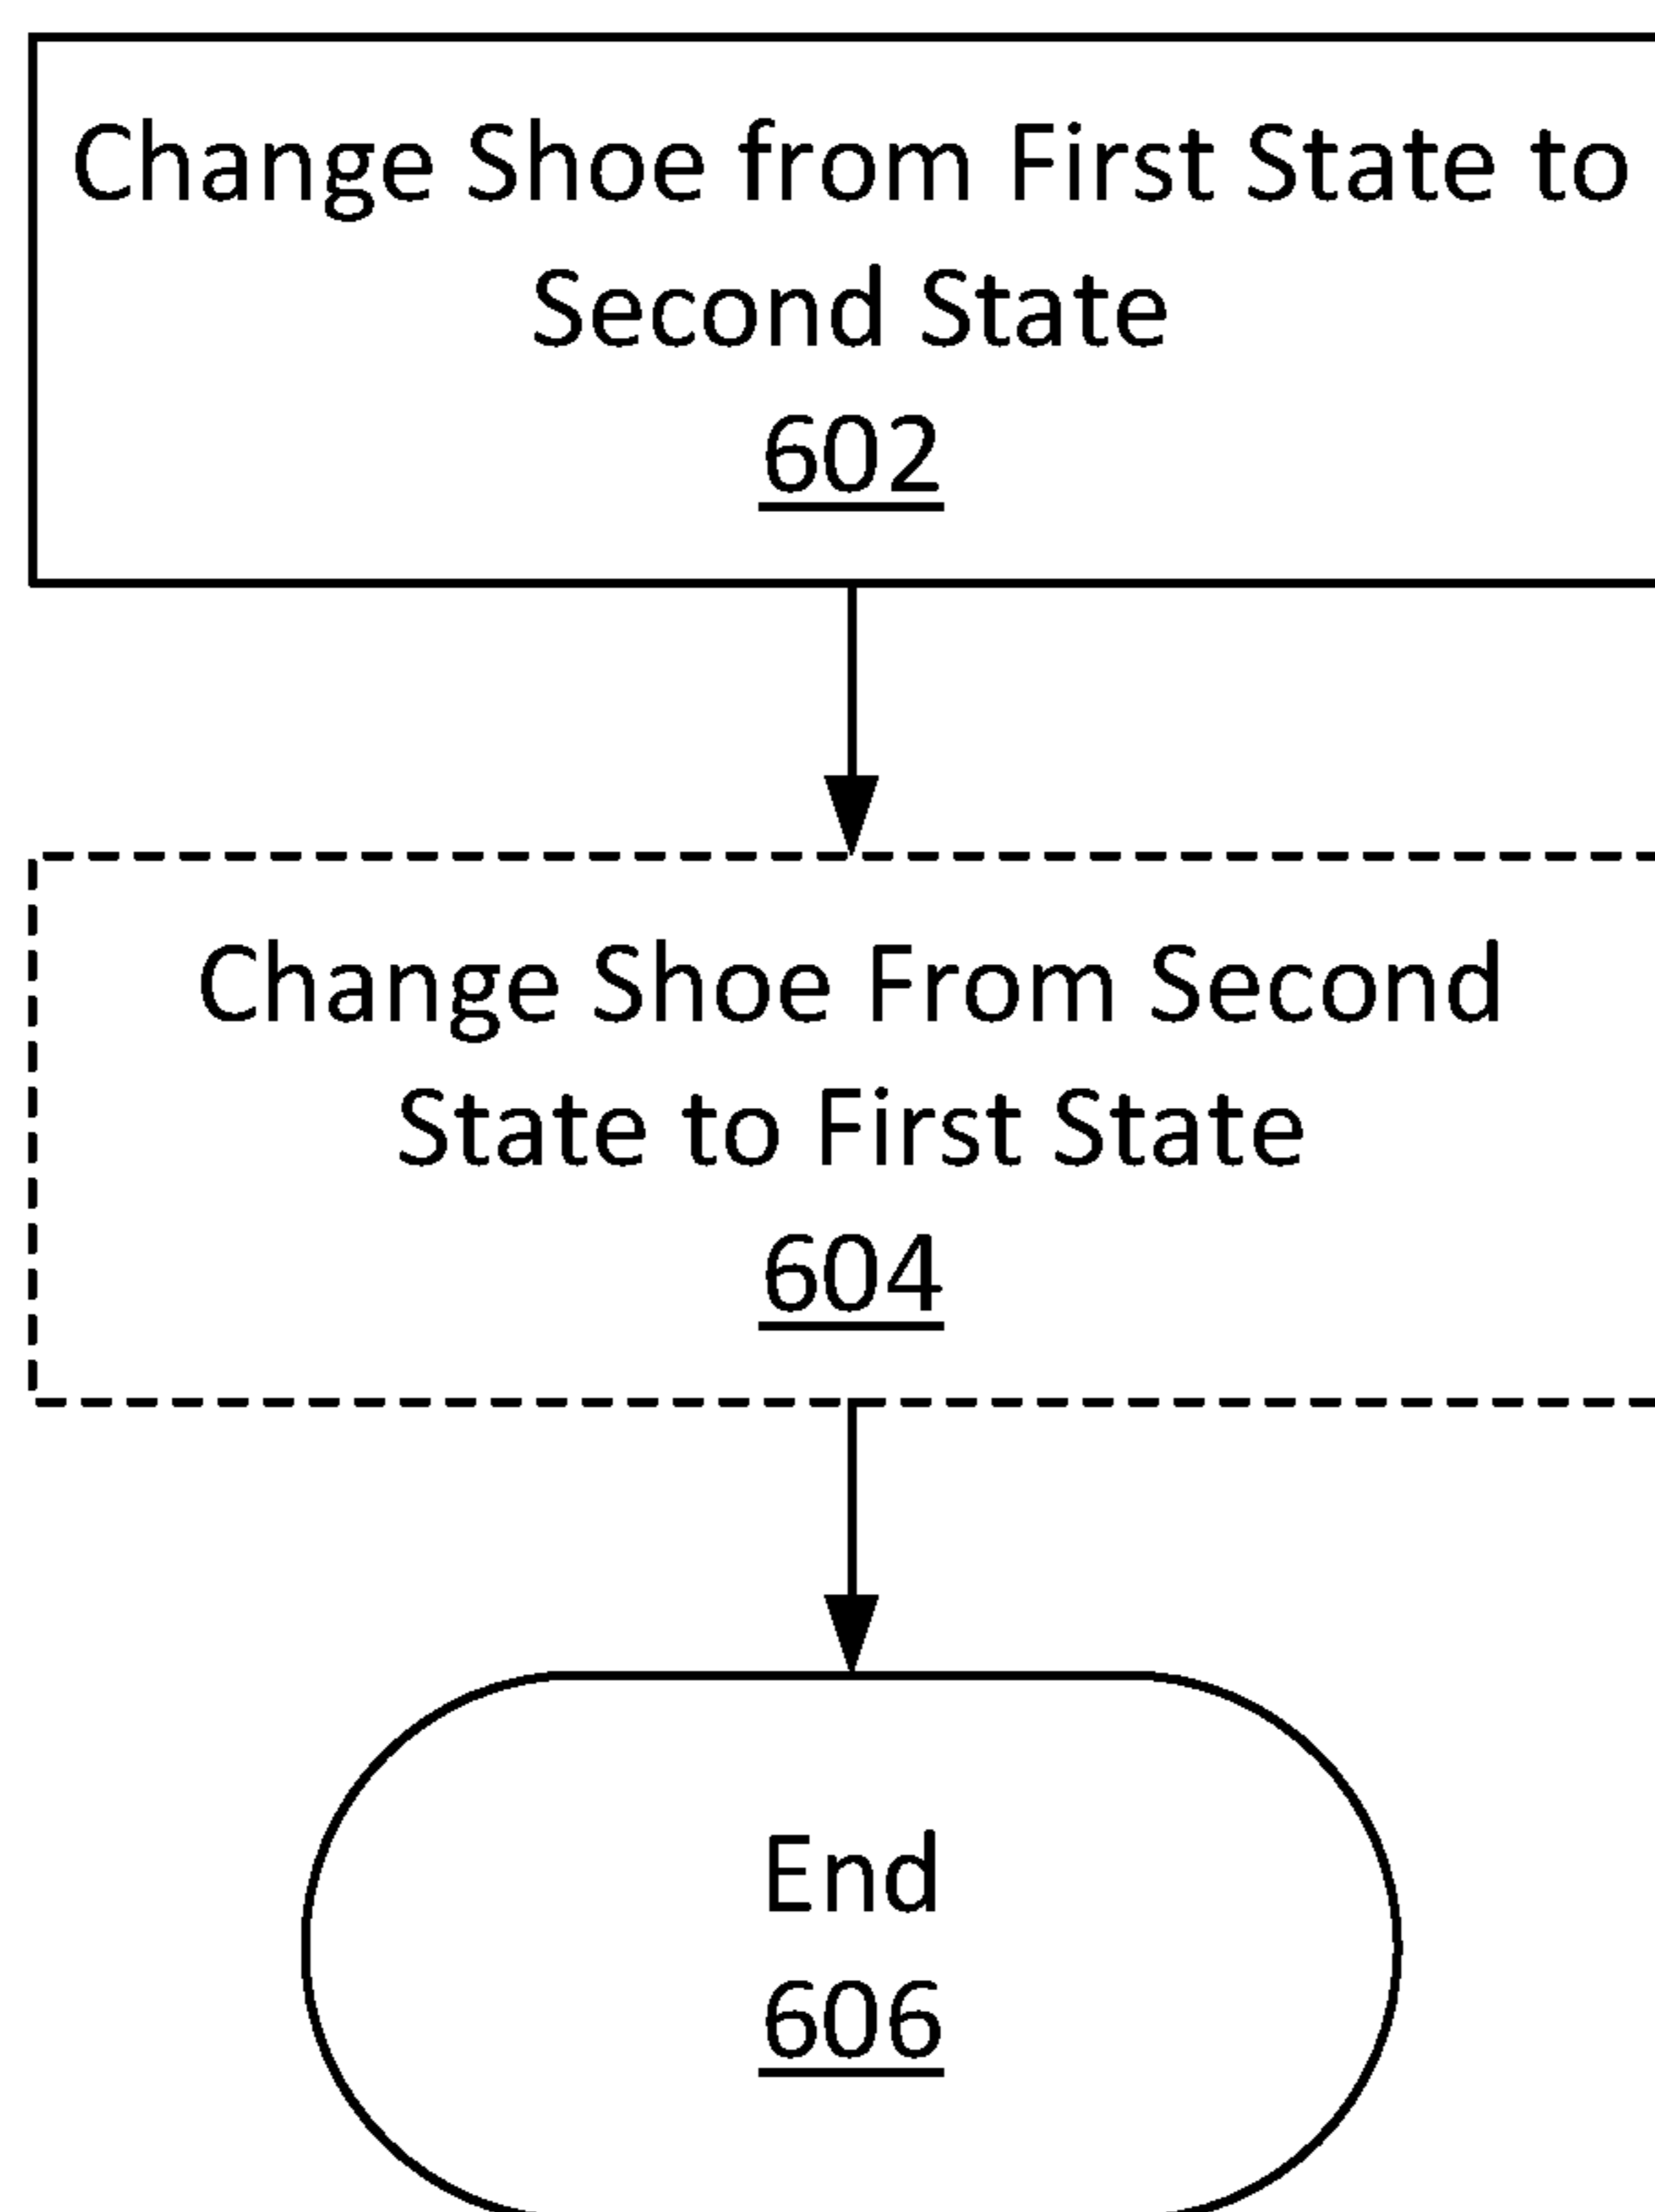 Change Shoe from First State to
Second State
602
Change Shoe From Second
State to First State
604
End
606